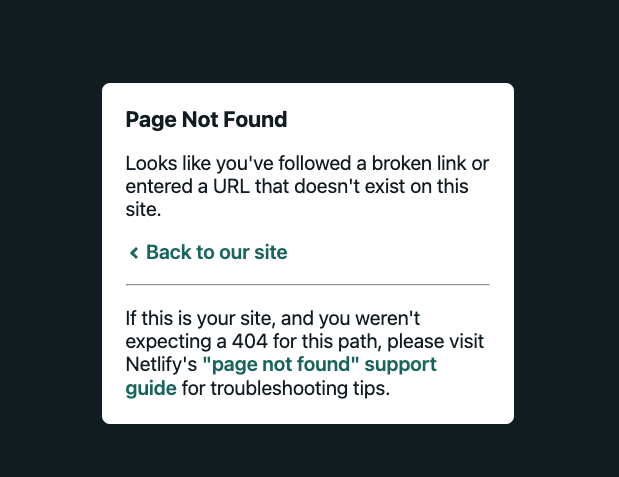 Page Not Found
Looks like you've followed a broken link or
entered a URL that doesn't exist on this
site.
Back to our site
If this is your site, and you weren't
expecting a 404 for this path, please visit
Netlify's "page not found" support
guide for troubleshooting tips.